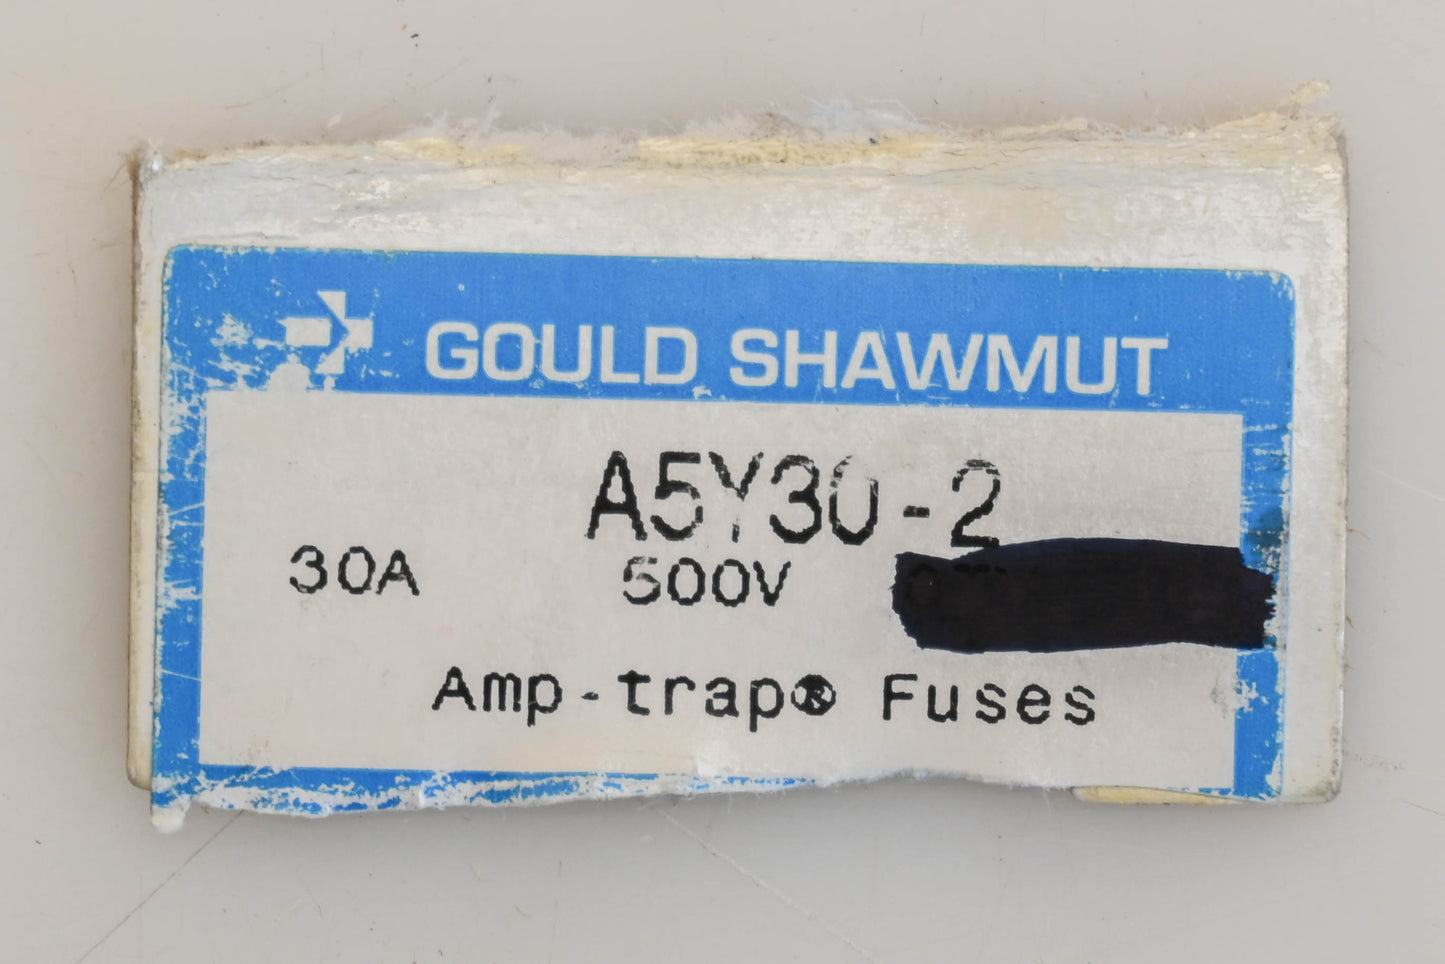 GOULD SHAWMUT
A5Y30-2
30A 500V
Amp-trap® Fuses